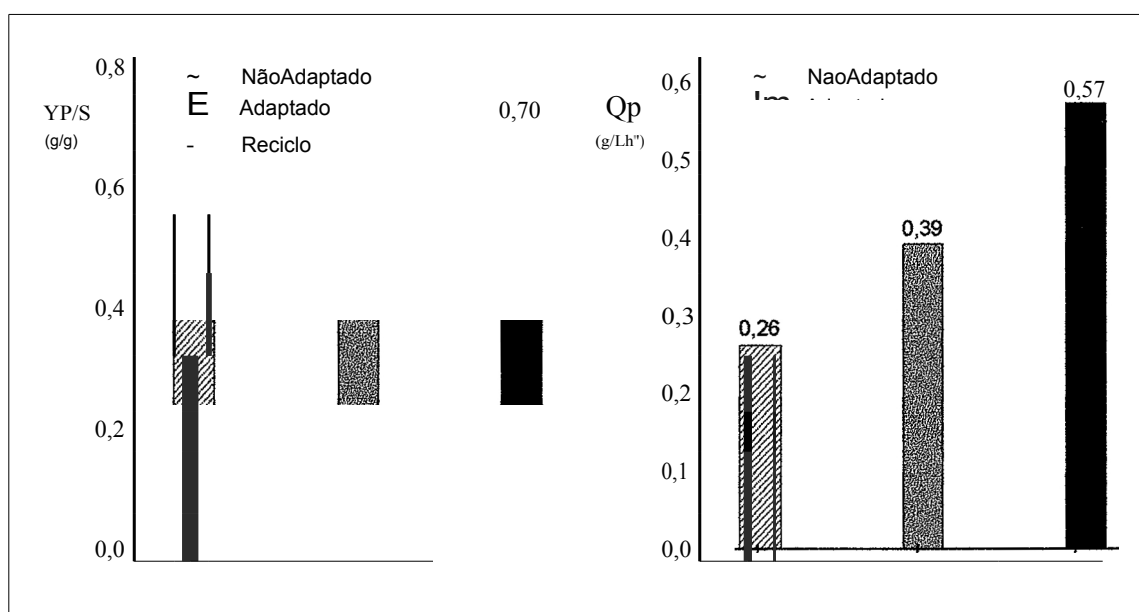 0,8
~ NãoAdaptado
E Adaptado
0,70
YP/S
(g/g)
- Reciclo
0,6
0,4
0,2
0,0
0,6
~ NaoAdaptado
0,57
Qp
(g/Lh")
0,5
0,4
0,39
0,3
0,26
0,2
0,1
0,0